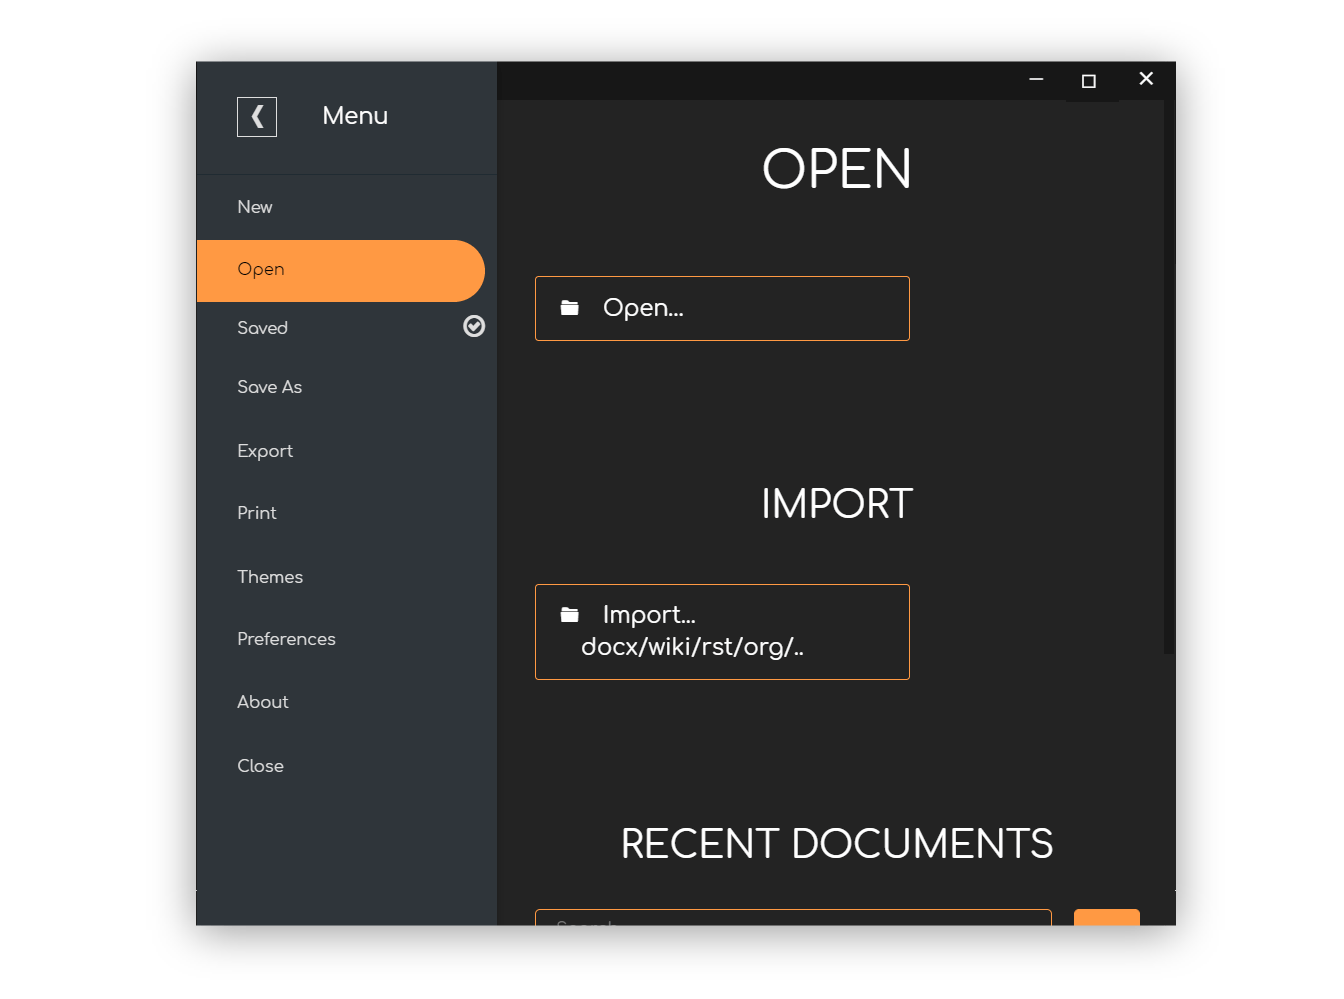 Menu
New
Open
Saved
Save As
Export
Print
Themes
Preferences
About
Close
OPEN
Open...
IMPORT
Import...
docx/wiki/rst/org/..
RECENT DOCUMENTS
Search